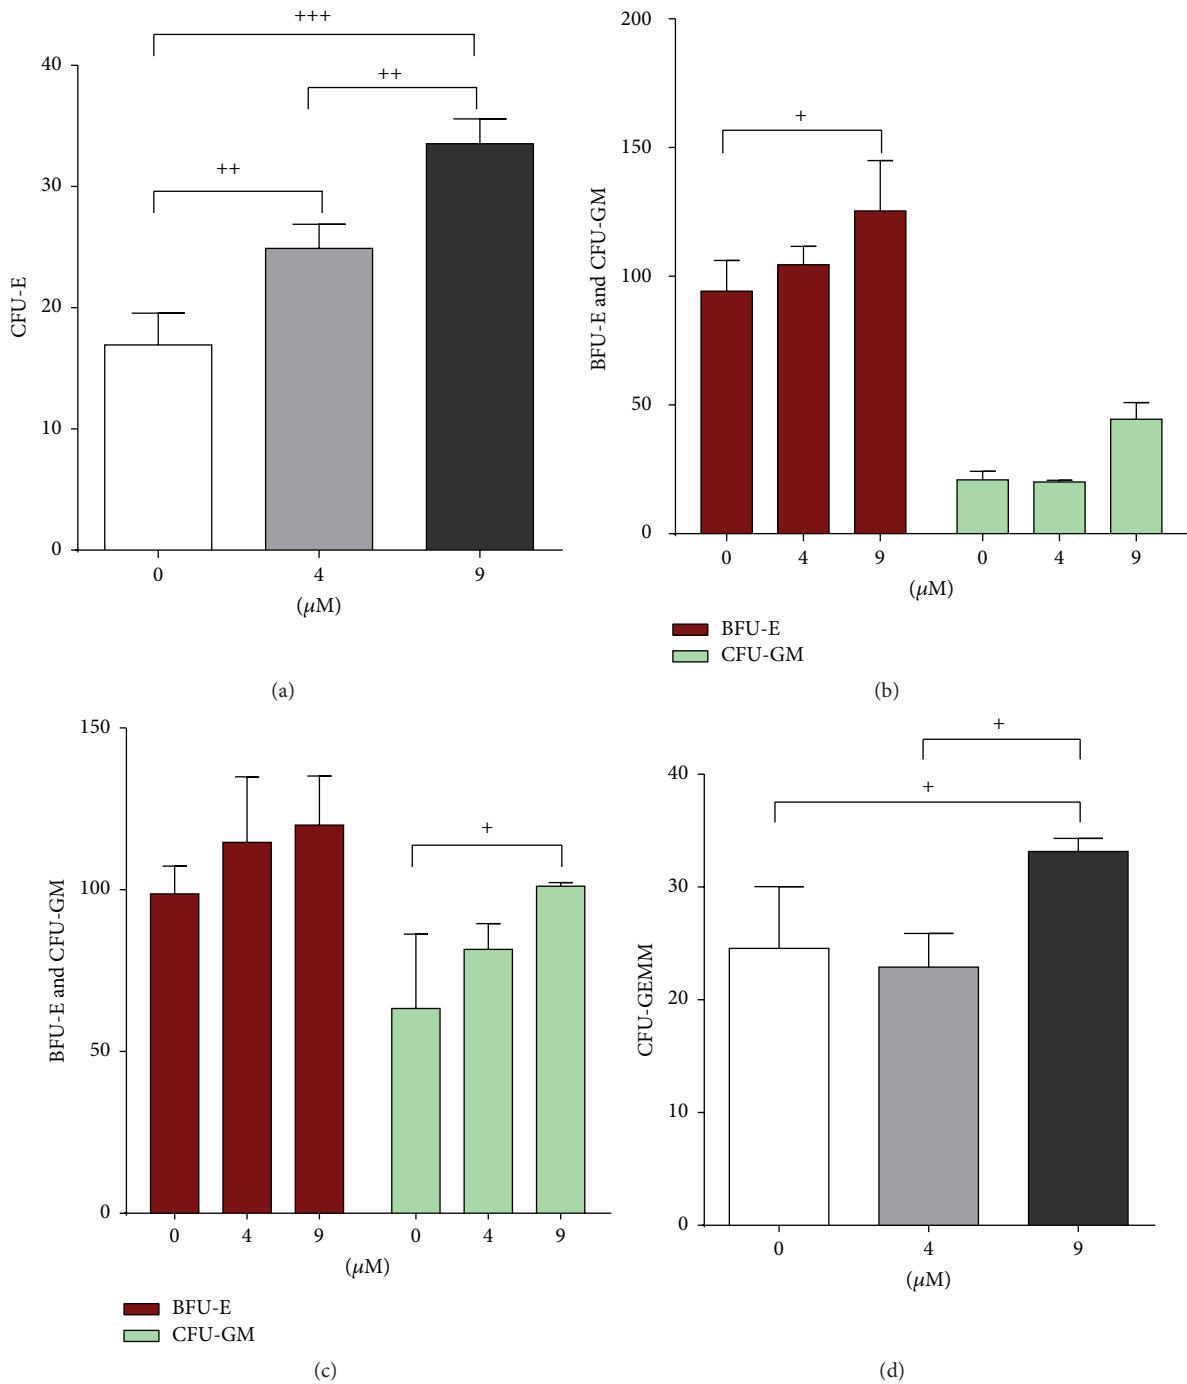 +++
++
++
40
30
20
10
0
CFU-E
0 4 9
(μM)
(a)
200
150
100
50
0
BFU-E and CFU-GM
+
0 4 9 0 4 9
(μM)
BFU-E
CFU-GM
(b)
150
100
50
0
BFU-E and CFU-GM
+
0 4 9 0 4 9
(μM)
BFU-E
CFU-GM
(c)
+
+
40
30
20
10
0
CFU-GEMM
0 4 9
(μM)
(d)